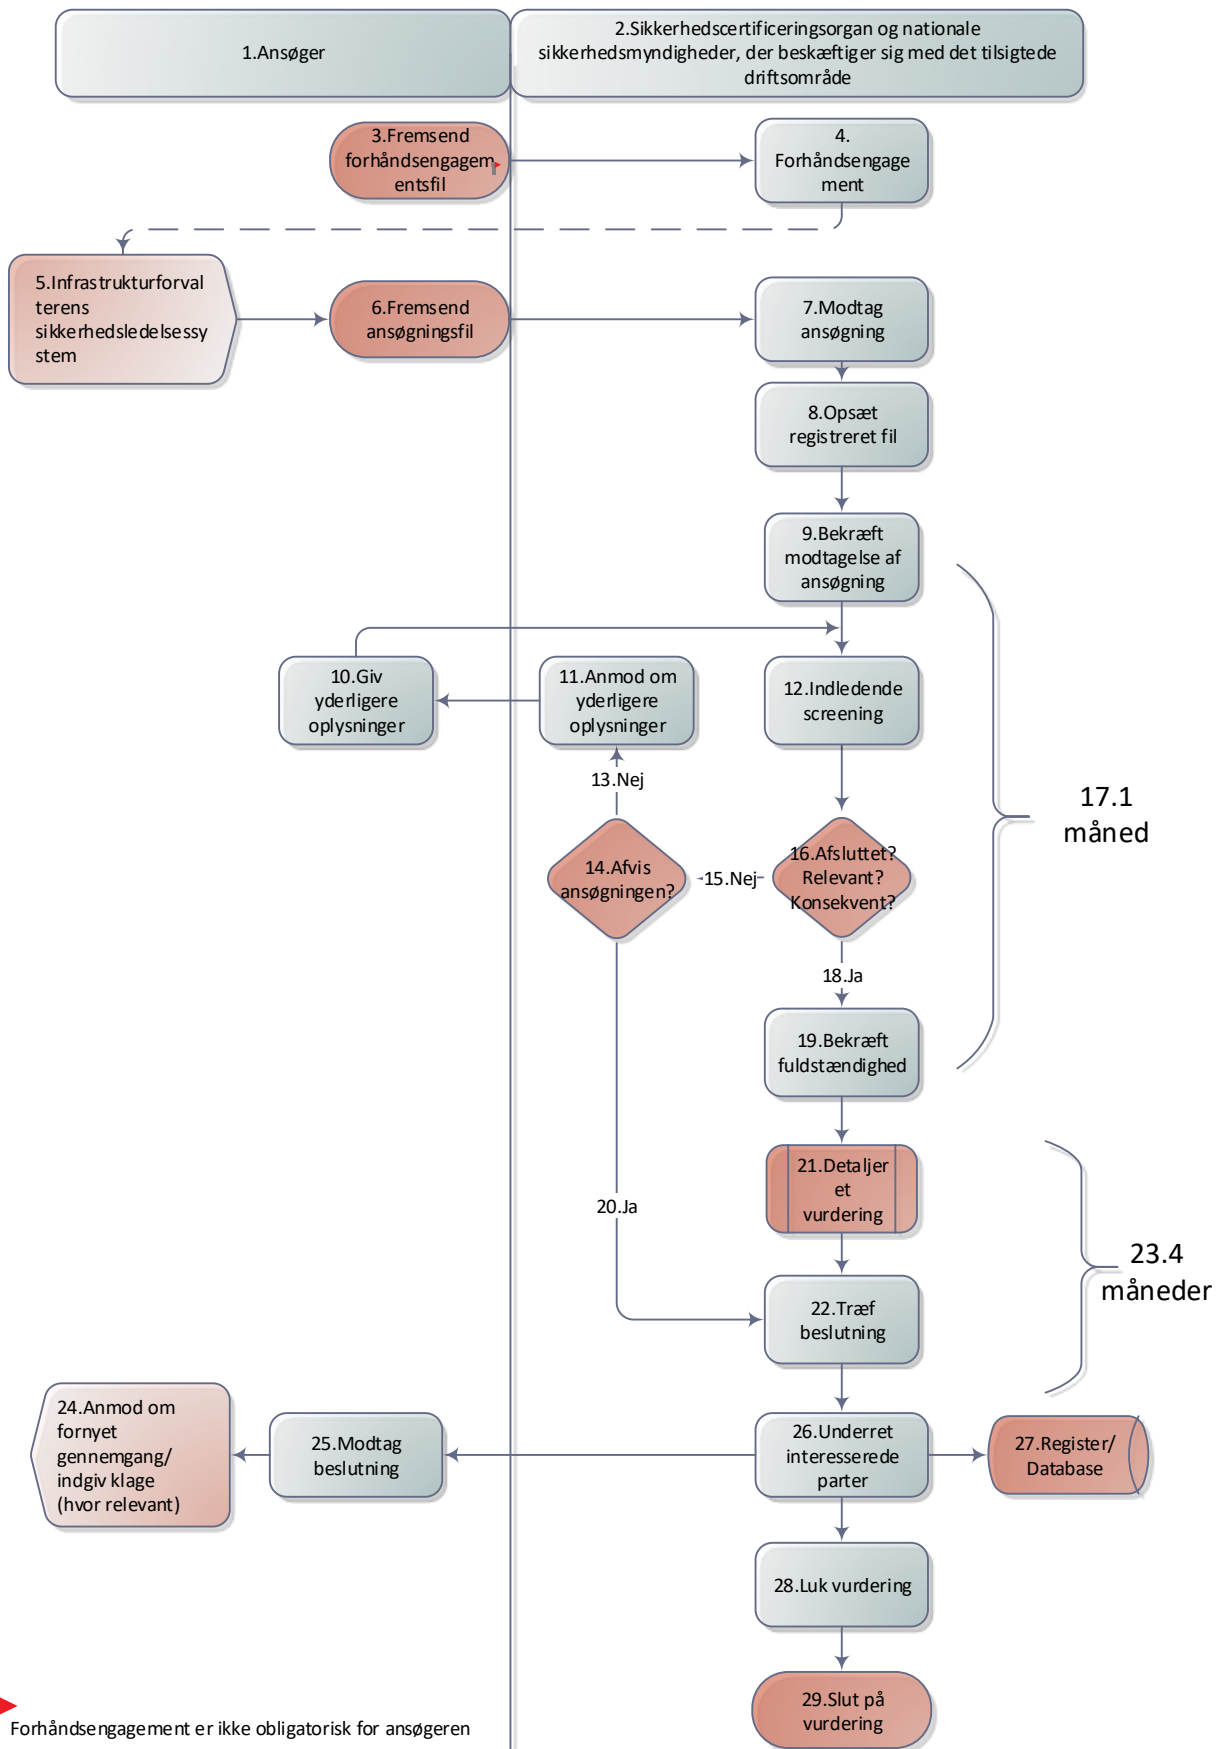 1.Ansøger
2.Sikkerhedscertificeringsorgan og nationale
sikkerhedsmyndigheder, der beskæftiger sig med det tilsigtede
driftsområde
3.Fremsend
forhåndsengagem
entsfil
4.
Forhåndsengage
ment
5.Infrastrukturforval
terens
sikkerhedsledelsessy
stem
6.Fremsend
ansøgningsfil
7.Modtag
ansøgning
8.Opsæt
registreret fil
9.Bekræft
modtagelse af
ansøgning
10.Giv
yderligere
oplysninger
11.Anmod om
yderligere
oplysninger
12.Indledende
screening
13.Nej
14.Afvis
ansøgningen?
15.Nej
16.Afsluttet?
Relevant?
Konsekvent?
17.1
måned
18.Ja
19.Bekræft
fuldstændighed
20.Ja
21.Detaljer
et
vurdering
22.Træf
beslutning
23.4
måneder
24.Anmod om
fornyet
gennemgang/
indgiv klage
(hvor relevant)
25.Modtag
beslutning
26.Underret
interesserede
parter
27.Register/
Database
28.Luk vurdering
29.Slut på
vurdering
Forhåndsengagement er ikke obligatorisk for ansøgeren